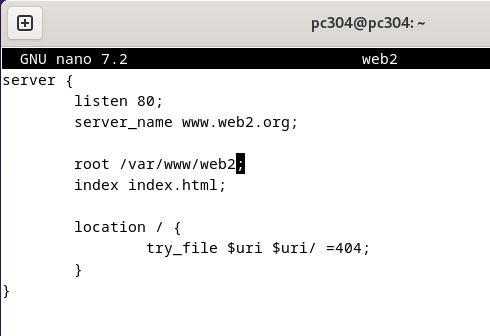 pc304@pc304: ~
GNU nano 7.2 web2
server {
        listen 80;
        server_name www.web2.org;

        root /var/www/web2;
        index index.html;

        location / {
                try_file $uri $uri/ =404;
        }
}